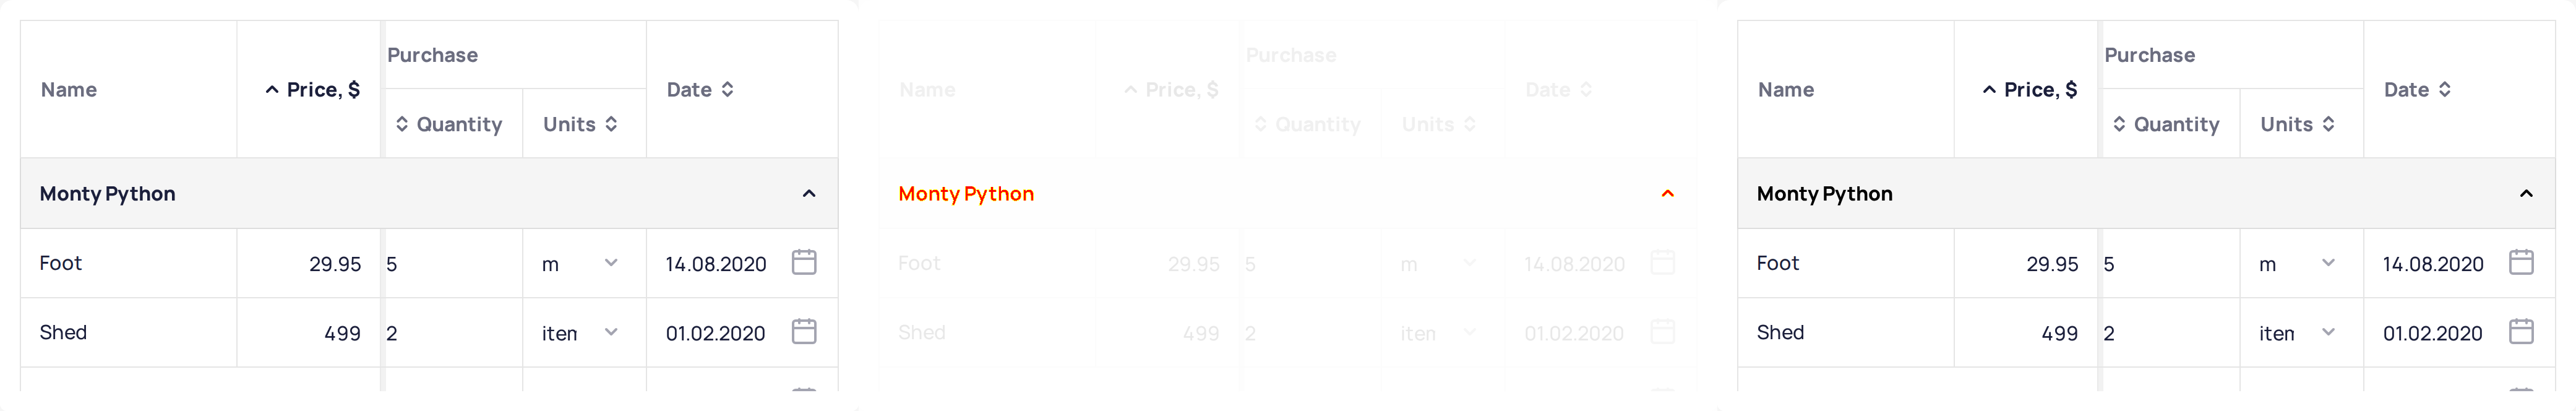 Purchase
Name
Price, $
Date
Quantity
Units
Monty Python
Foot
29.95
5
m
14.08.2020
Shed
499
2
iten
01.02.2020
Purchase
Name
Price, $
Date
Quantity
Units
Monty Python
Foot
29.95
5
m
14.08.2020
Shed
499
2
iten
01.02.2020
Purchase
Name
Price, $
Date
Quantity
Units
Monty Python
Foot
29.95
5
m
14.08.2020
Shed
499
2
iten
01.02.2020